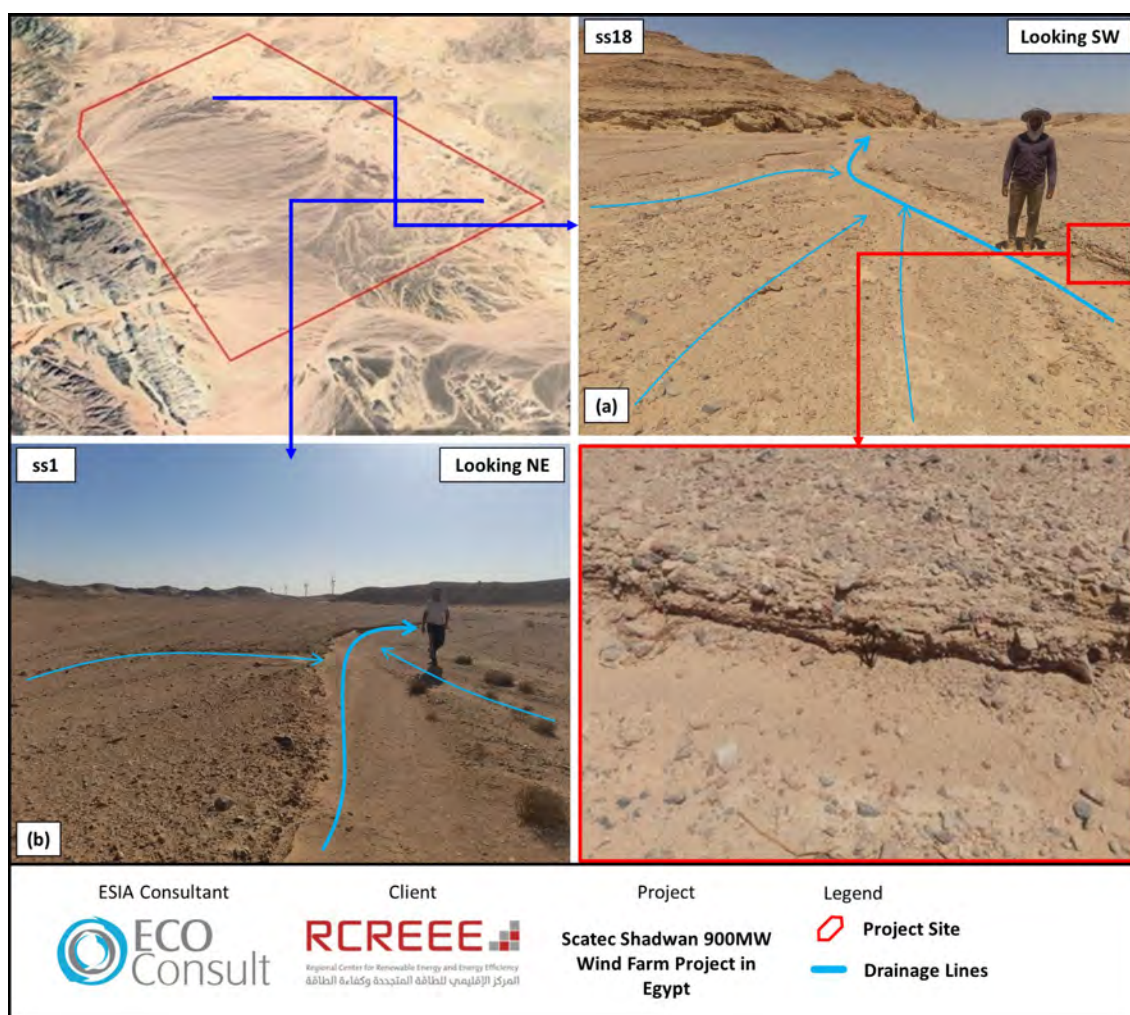 ss18
Looking SW
(a)
ss1
Looking NE
(b)
ESIA Consultant
ECO
Consult
Client
RCREEE
Regional Center for Renewable Energy and Energy Efficiency
المركز الإقليمي للطاقة المتجددة وكفاءة الطاقة
Project
Scatec Shadwan 900MW
Wind Farm Project in
Egypt
Legend
Project Site
Drainage Lines